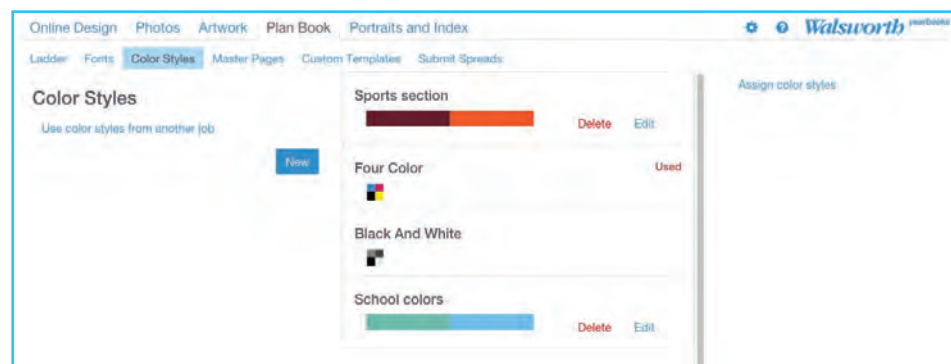 Online Design Photos Artwork Plan Book Portraits and Index Walsworth yearbooks
Ladder Fonts Color Styles Master Pages Custom Templates Submit Spreads
Color Styles
Use color styles from another job
New
Sports section
Delete Edit
Four Color Used
Black And White
School colors
Delete Edit
Assign color styles